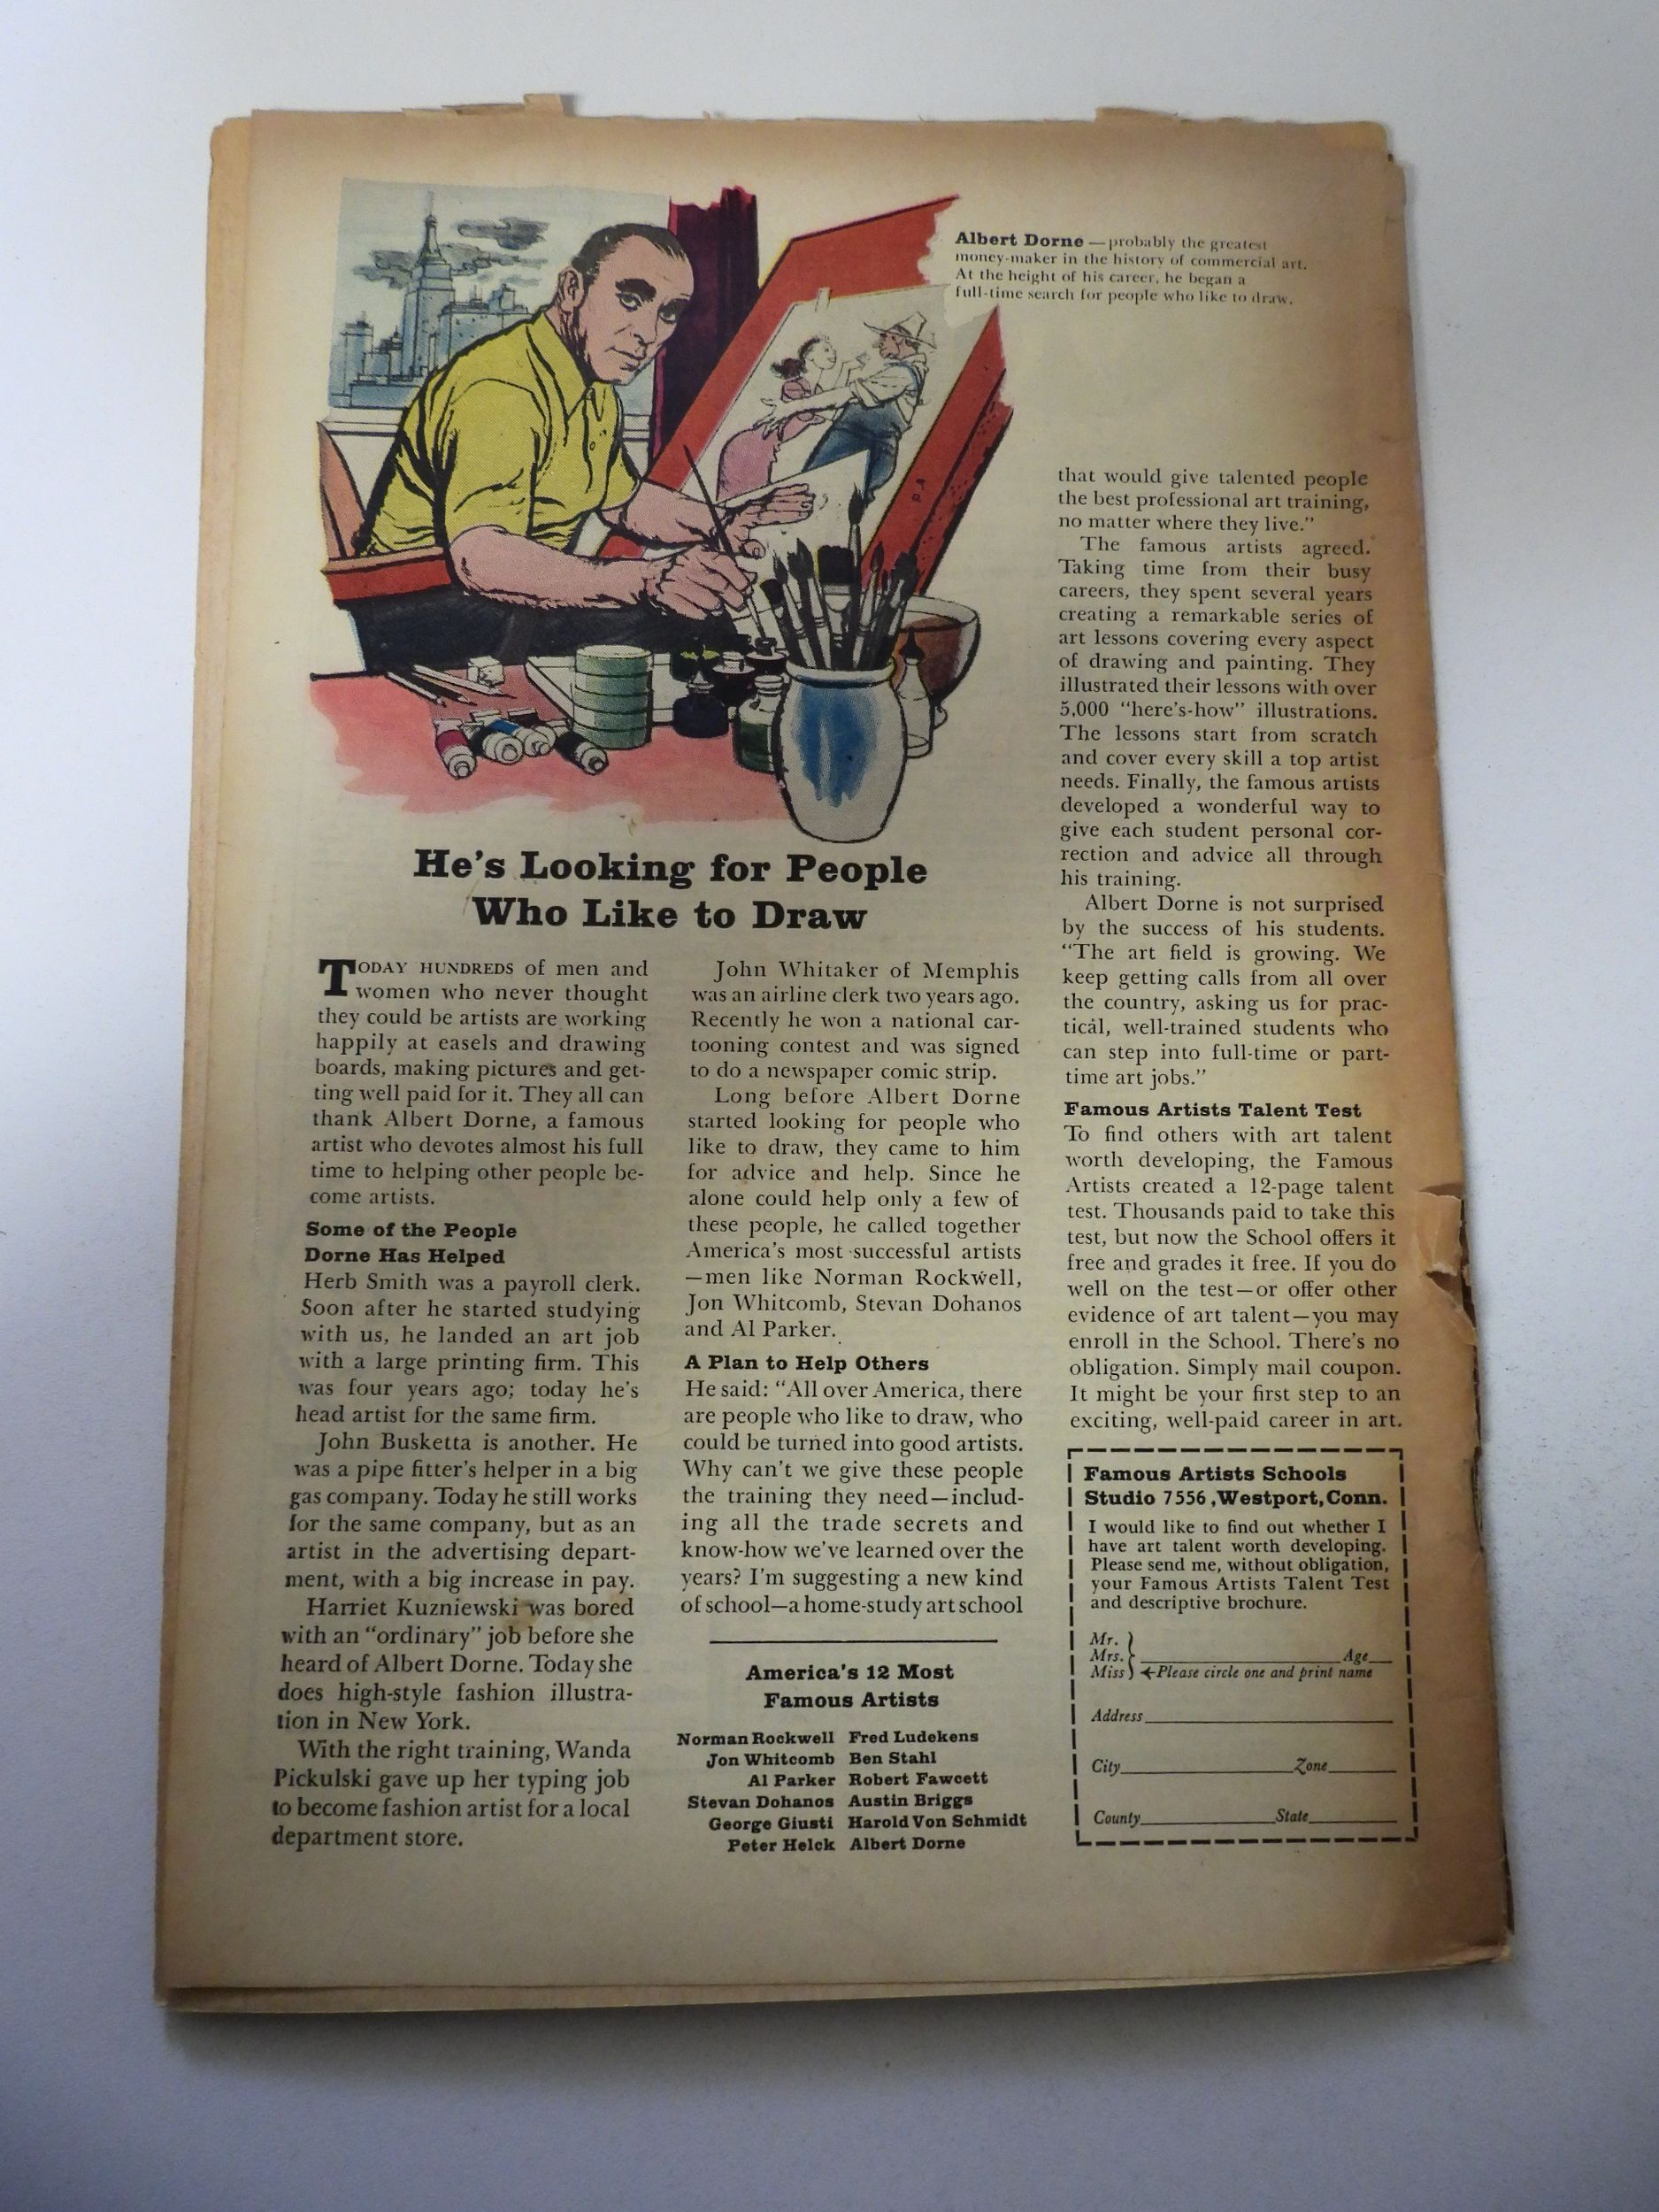 Albert Dorne — probably the greatest
money-maker in the history of commercial art.
At the height of his career, he began a
full-time search for people who like to draw.
He's Looking for People
Who Like to Draw
TODAY HUNDREDS of men and
women who never thought
they could be artists are working
happily at easels and drawing
boards, making pictures and get-
ting well paid for it. They all can
thank Albert Dorne, a famous
artist who devotes almost his full
time to helping other people be-
come artists.
Some of the People
Dorne Has Helped
Herb Smith was a payroll clerk.
Soon after he started studying
with us, he landed an art job
with a large printing firm. This
was four years ago; today he's
head artist for the same firm.
John Busketta is another. He
was a pipe fitter's helper in a big
gas company. Today he still works
for the same company, but as an
artist in the advertising depart-
ment, with a big increase in pay.
Harriet Kuzniewski was bored
with an "ordinary" job before she
heard of Albert Dorne. Today she
does high-style fashion illustra-
tion in New York.
With the right training, Wanda
Pickulski gave up her typing job
to become fashion artist for a local
department store.
John Whitaker of Memphis
was an airline clerk two years ago.
Recently he won a national car-
tooning contest and was signed
to do a newspaper comic strip.
Long before Albert Dorne
started looking for people who
like to draw, they came to him
for advice and help. Since he
alone could help only a few of
these people, he called together
America's most successful artists
—men like Norman Rockwell,
Jon Whitcomb, Stevan Dohanos
and Al Parker.
A Plan to Help Others
He said: "All over America, there
are people who like to draw, who
could be turned into good artists.
Why can't we give these people
the training they need—includ-
ing all the trade secrets and
know-how we've learned over the
years? I'm suggesting a new kind
of school—a home-study art school
America's 12 Most
Famous Artists
Norman Rockwell Fred Ludekens
Jon Whitcomb Ben Stahl
Al Parker Robert Fawcett
Stevan Dohanos Austin Briggs
George Giusti Harold Von Schmidt
Peter Helck Albert Dorne
that would give talented people
the best professional art training,
no matter where they live."
The famous artists agreed.
Taking time from their busy
careers, they spent several years
creating a remarkable series of
art lessons covering every aspect
of drawing and painting. They
illustrated their lessons with over
5,000 "here's-how" illustrations.
The lessons start from scratch
and cover every skill a top artist
needs. Finally, the famous artists
developed a wonderful way to
give each student personal cor-
rection and advice all through
his training.
Albert Dorne is not surprised
by the success of his students.
"The art field is growing. We
keep getting calls from all over
the country, asking us for prac-
tical, well-trained students who
can step into full-time or part-
time art jobs."
Famous Artists Talent Test
To find others with art talent
worth developing, the Famous
Artists created a 12-page talent
test. Thousands paid to take this
test, but now the School offers it
free and grades it free. If you do
well on the test—or offer other
evidence of art talent—you may
enroll in the School. There's no
obligation. Simply mail coupon.
It might be your first step to an
exciting, well-paid career in art.
Famous Artists Schools
Studio 7556, Westport, Conn.
I would like to find out whether I
have art talent worth developing.
Please send me, without obligation,
your Famous Artists Talent Test
and descriptive brochure.
Mr.
Mrs. Age
Miss ←Please circle one and print name
Address
City Zone
County State